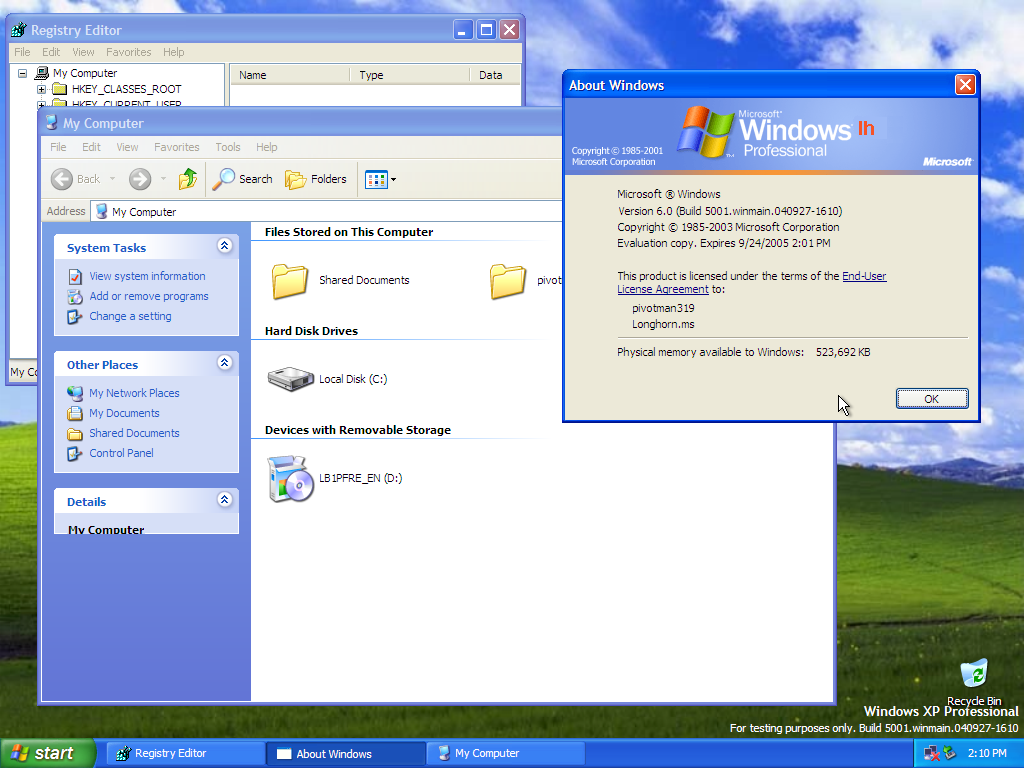 Registry Editor
File Edit View Favorites Help
My Computer
HKEY_CLASSES_ROOT
HKEY_CURRENT_USER
Name Type Data
My Co
My Computer
File Edit View Favorites Tools Help
Back Search Folders
Address My Computer
System Tasks
View system information
Add or remove programs
Change a setting
Other Places
My Network Places
My Documents
Shared Documents
Control Panel
Details
My Computer
Files Stored on This Computer
Shared Documents pivot
Hard Disk Drives
Local Disk (C:)
Devices with Removable Storage
LB1PFRE_EN (D:)
About Windows
Microsoft®
Windows lh
Professional
Copyright © 1985-2001
Microsoft Corporation
Microsoft
Microsoft ® Windows
Version 6.0 (Build 5001.winmain.040927-1610)
Copyright © 1985-2003 Microsoft Corporation
Evaluation copy. Expires 9/24/2005 2:01 PM
This product is licensed under the terms of the End-User
License Agreement to:
pivotman319
Longhorn.ms
Physical memory available to Windows: 523,692 KB
OK
Recycle Bin
Windows XP Professional
For testing purposes only. Build 5001.winmain.040927-1610
start Registry Editor About Windows My Computer 2:10 PM